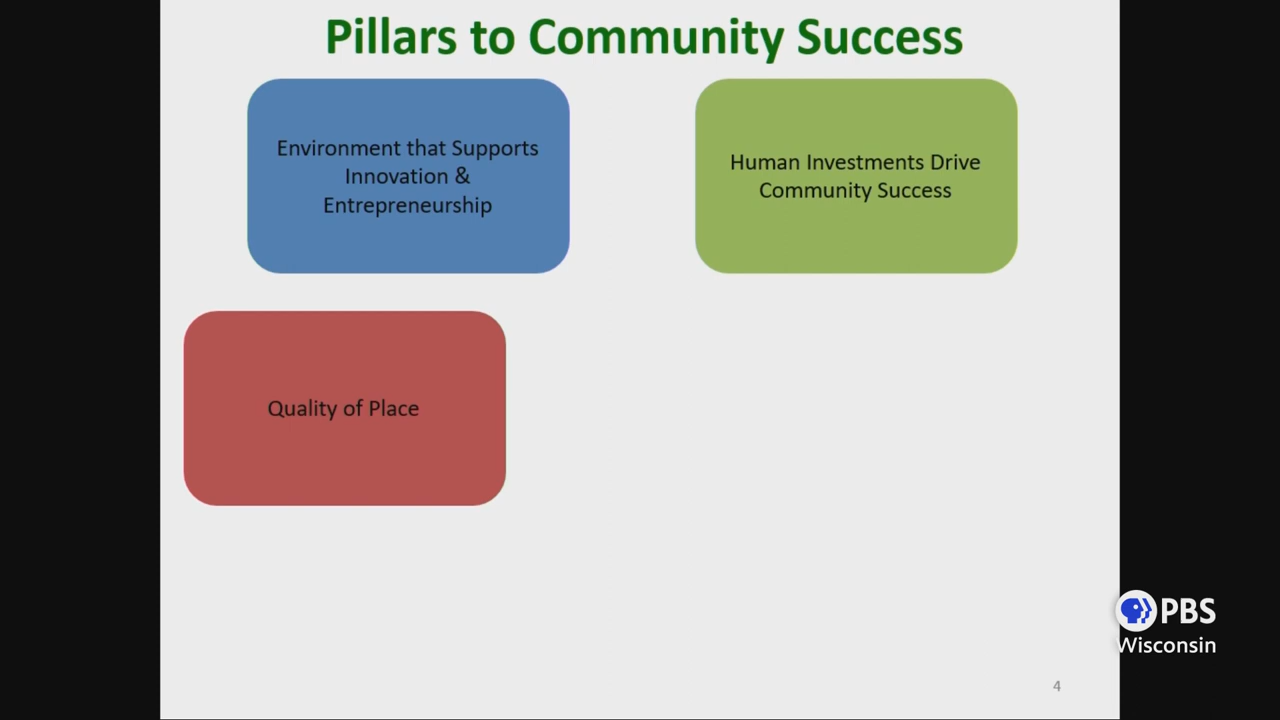 Pillars to Community Success
Environment that Supports
Innovation &
Entrepreneurship
Human Investments Drive
Community Success
Quality of Place
PBS
Wisconsin
4